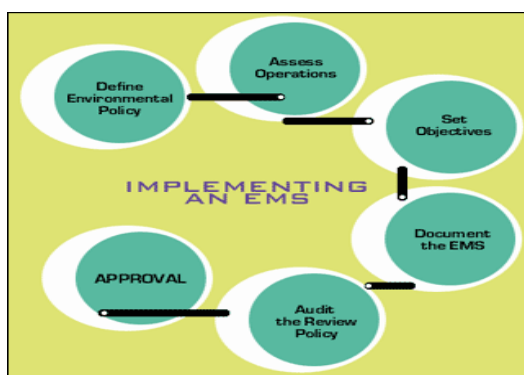 Define
Environmental
Policy
Assess
Operations
Set
Objectives
IMPLEMENTING
AN EMS
Document
the EMS
Audit
the Review
Policy
APPROVAL